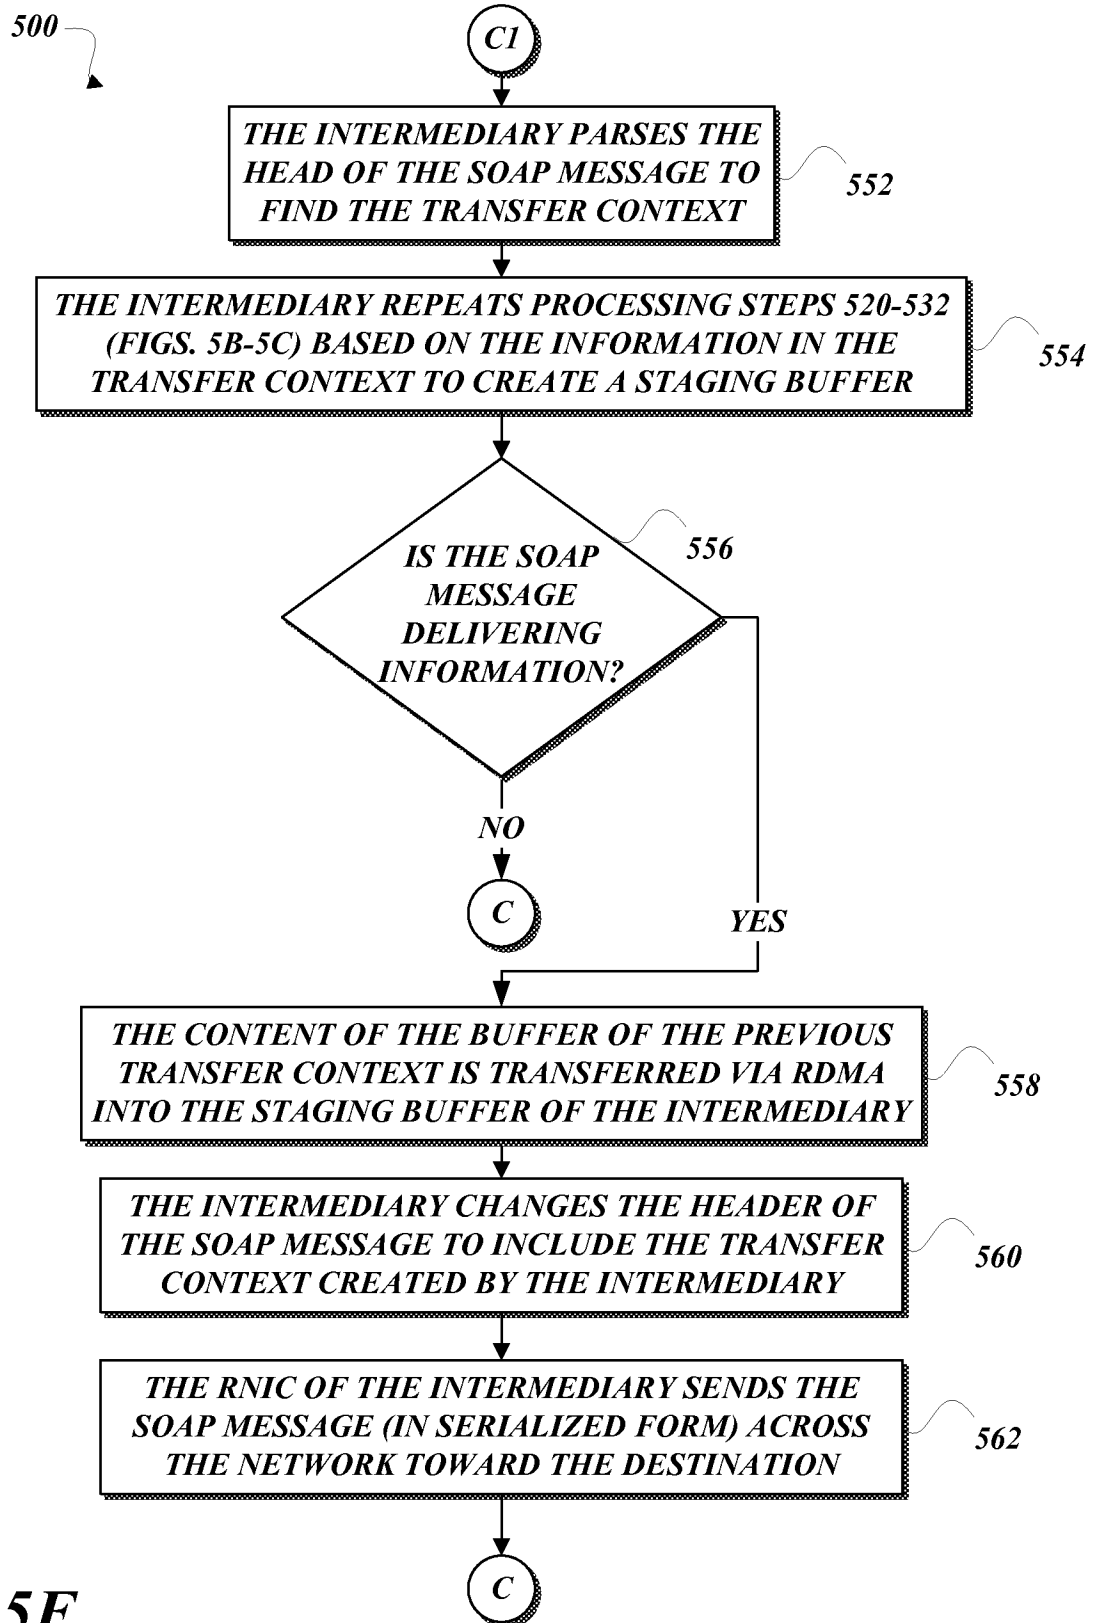 500
C1
THE INTERMEDIARY PARSES THE
HEAD OF THE SOAP MESSAGE TO
FIND THE TRANSFER CONTEXT
552
THE INTERMEDIARY REPEATS PROCESSING STEPS 520-532
(FIGS. 5B-5C) BASED ON THE INFORMATION IN THE
TRANSFER CONTEXT TO CREATE A STAGING BUFFER
554
IS THE SOAP
MESSAGE
DELIVERING
INFORMATION?
556
NO
C
YES
THE CONTENT OF THE BUFFER OF THE PREVIOUS
TRANSFER CONTEXT IS TRANSFERRED VIA RDMA
INTO THE STAGING BUFFER OF THE INTERMEDIARY
558
THE INTERMEDIARY CHANGES THE HEADER OF
THE SOAP MESSAGE TO INCLUDE THE TRANSFER
CONTEXT CREATED BY THE INTERMEDIARY
560
THE RNIC OF THE INTERMEDIARY SENDS THE
SOAP MESSAGE (IN SERIALIZED FORM) ACROSS
THE NETWORK TOWARD THE DESTINATION
562
C